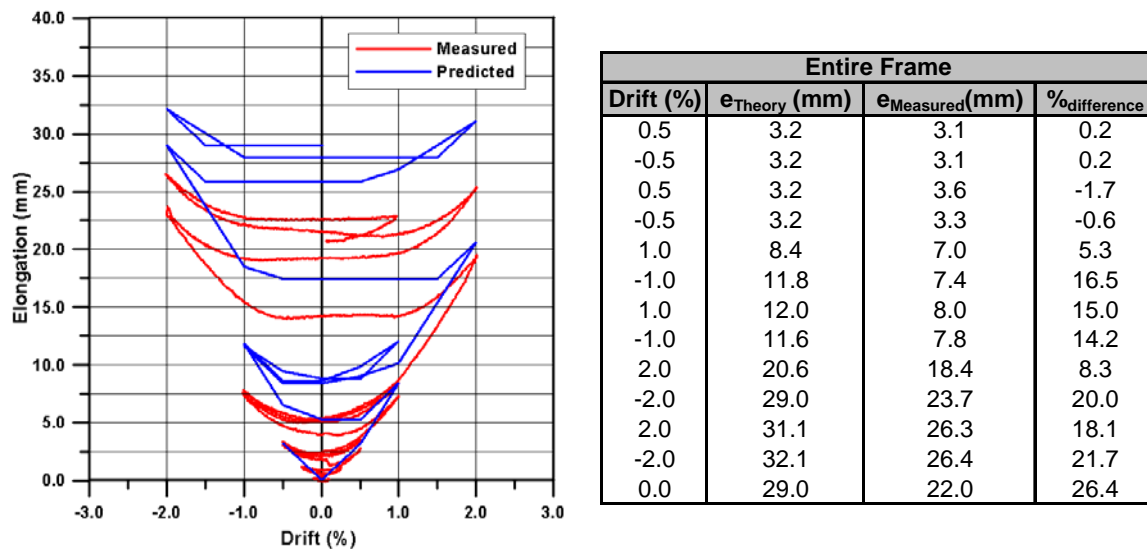 40.0
35.0
30.0
25.0
20.0
15.0
10.0
5.0
0.0
Elongation (mm)
-3.0 -2.0 -1.0 0.0 1.0 2.0 3.0
Drift (%)
Measured
Predicted
Entire Frame
Drift (%) eTheory (mm) eMeasured(mm) %difference
0.5 3.2 3.1 0.2
-0.5 3.2 3.1 0.2
0.5 3.2 3.6 -1.7
-0.5 3.2 3.3 -0.6
1.0 8.4 7.0 5.3
-1.0 11.8 7.4 16.5
1.0 12.0 8.0 15.0
-1.0 11.6 7.8 14.2
2.0 20.6 18.4 8.3
-2.0 29.0 23.7 20.0
2.0 31.1 26.3 18.1
-2.0 32.1 26.4 21.7
0.0 29.0 22.0 26.4